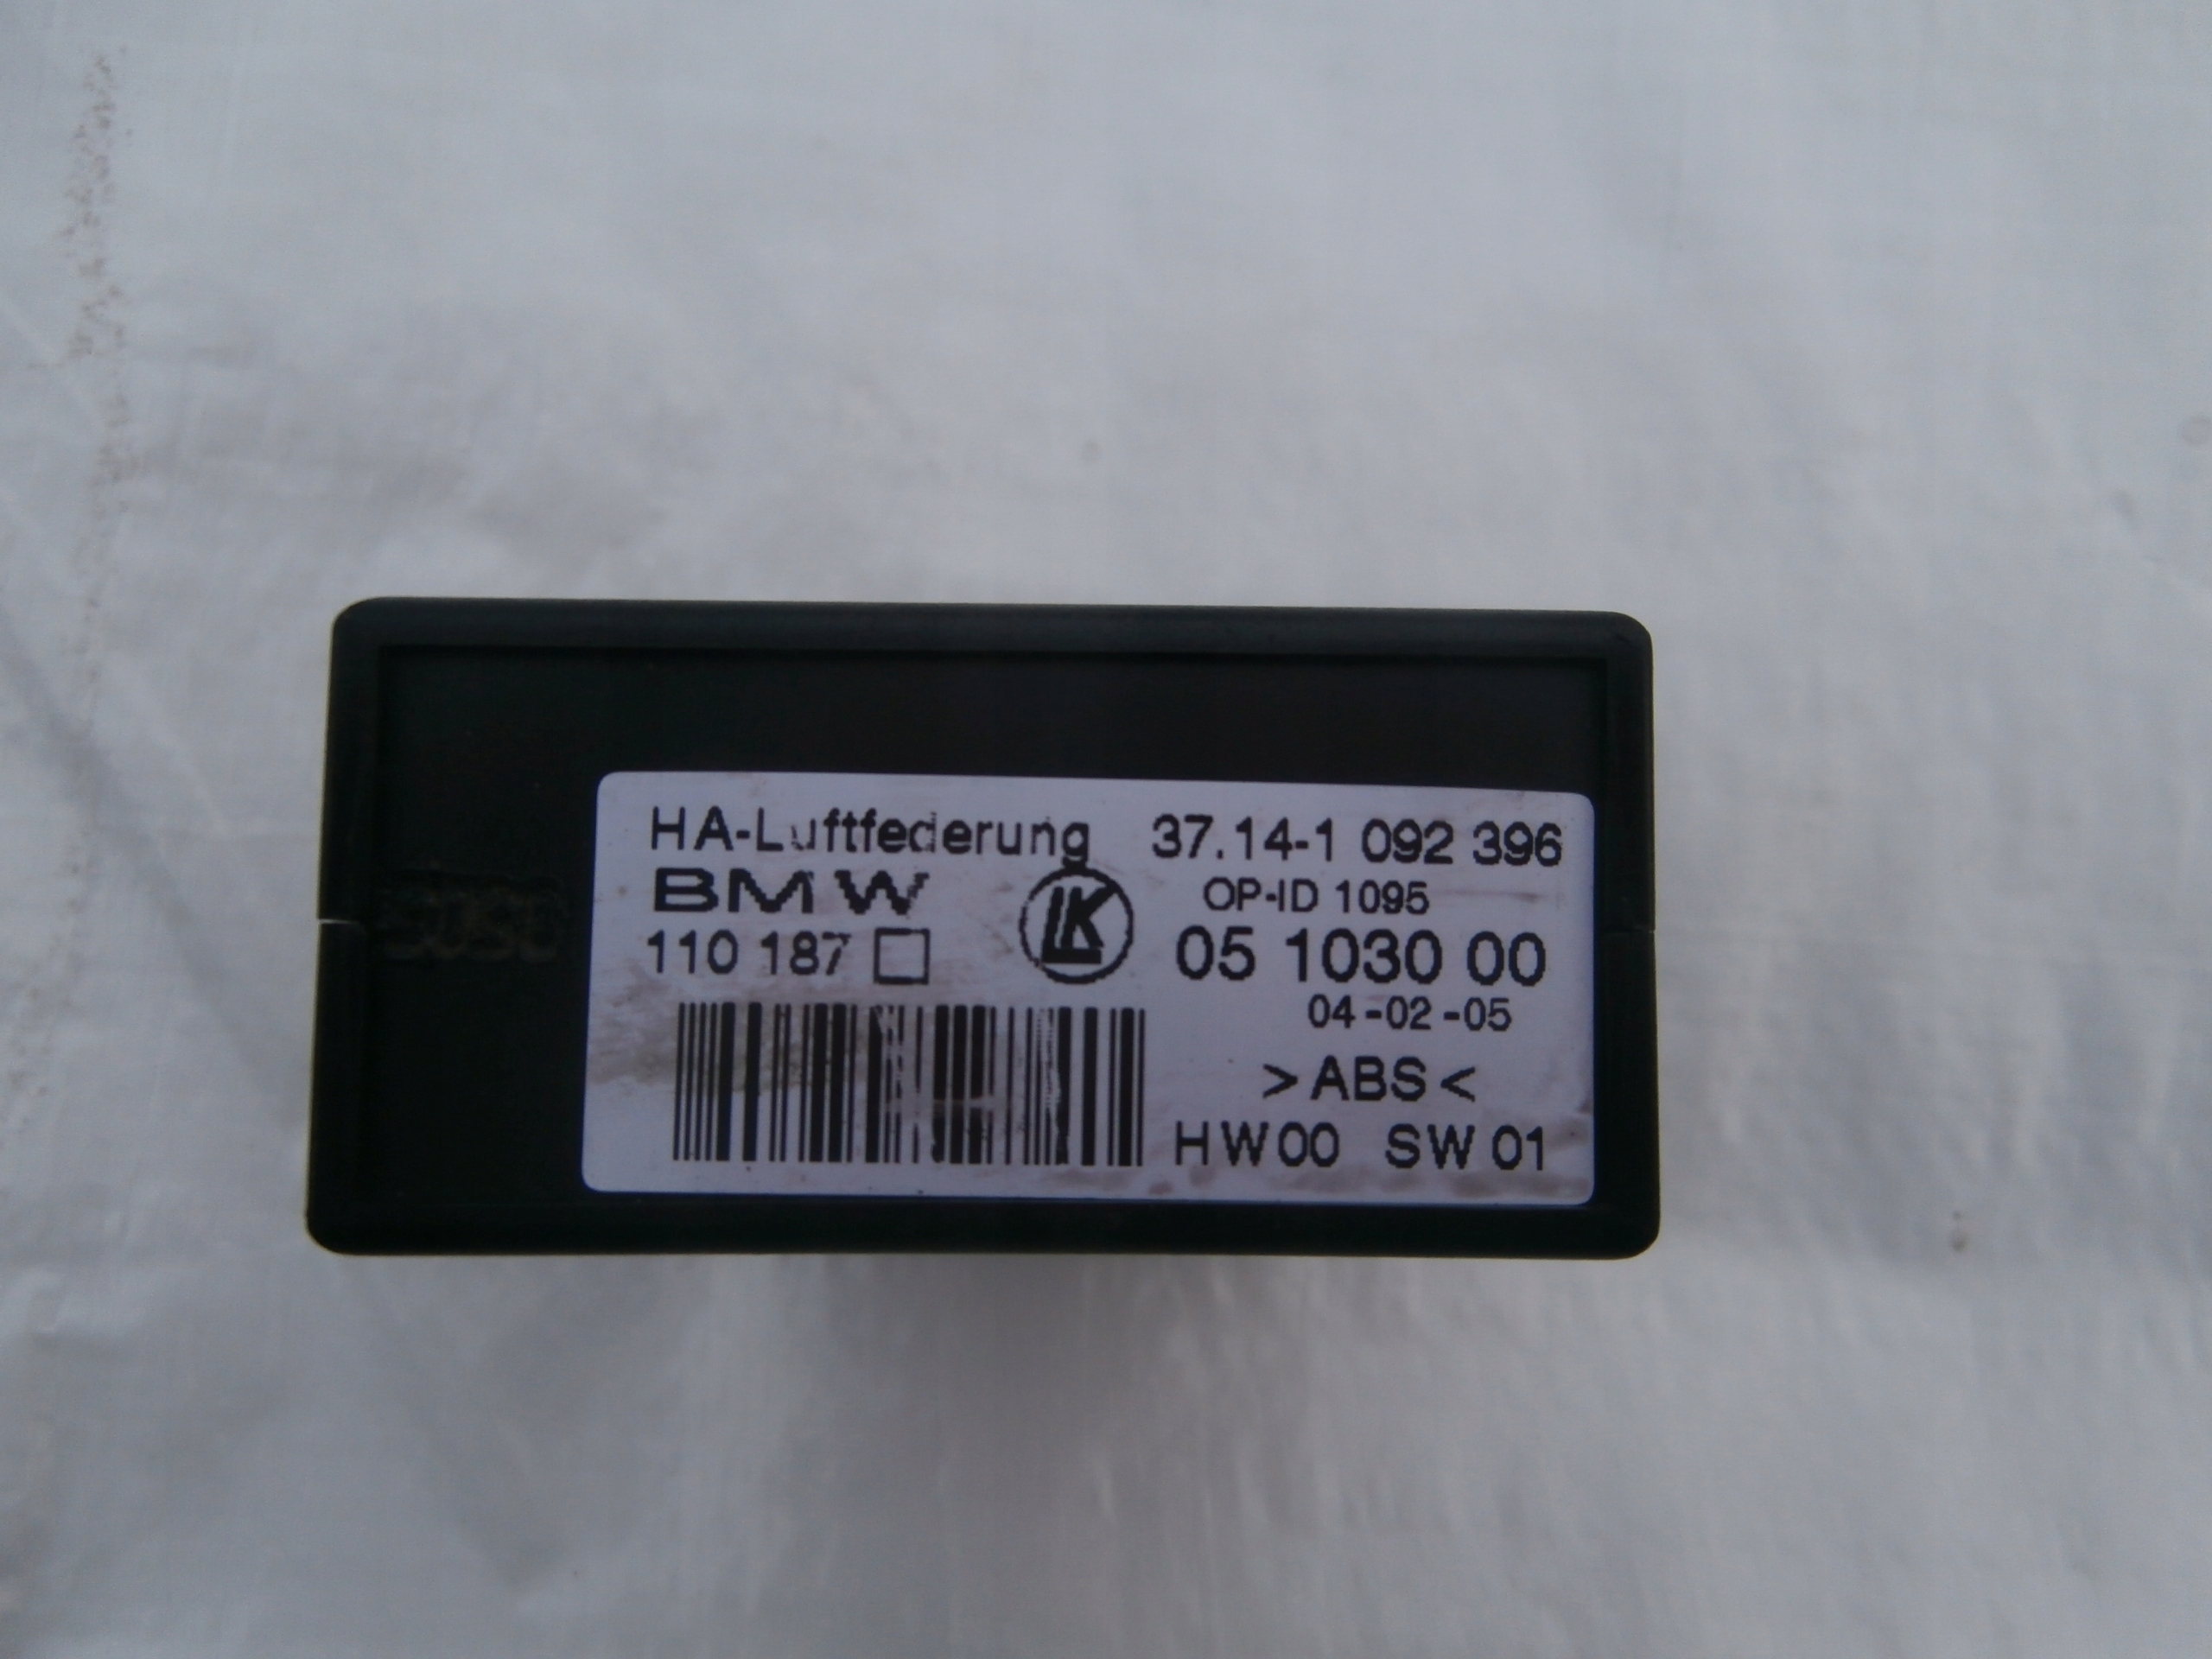 HA-Luftfederung 37.14-1 092 396
BMW LK OP-ID 1095
110 187 05 1030 00
04-02-05
>ABS<
HW00 SW01